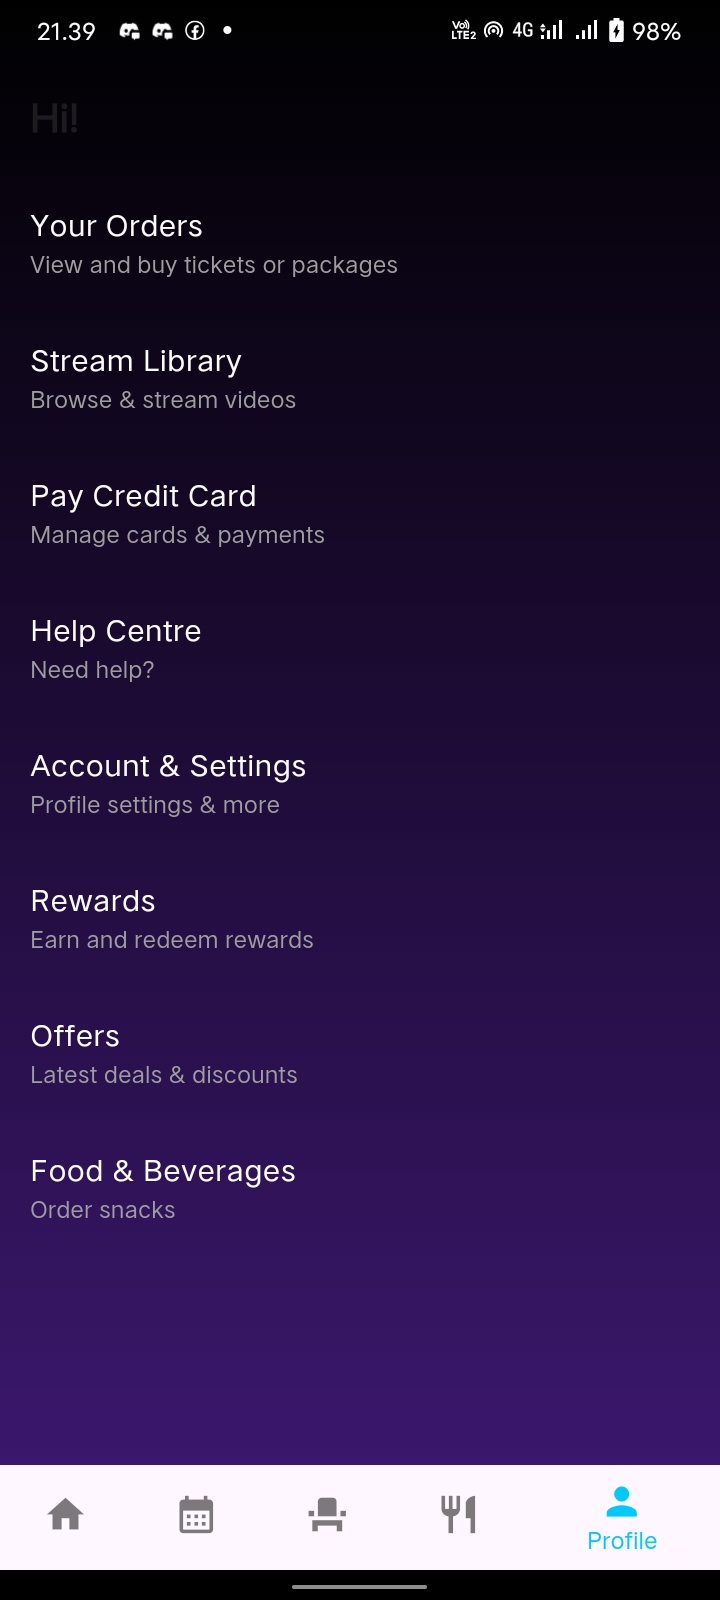 21.39
Vo)) LTE2 4G 98%
Hi!
Your Orders
View and buy tickets or packages
Stream Library
Browse & stream videos
Pay Credit Card
Manage cards & payments
Help Centre
Need help?
Account & Settings
Profile settings & more
Rewards
Earn and redeem rewards
Offers
Latest deals & discounts
Food & Beverages
Order snacks
Profile